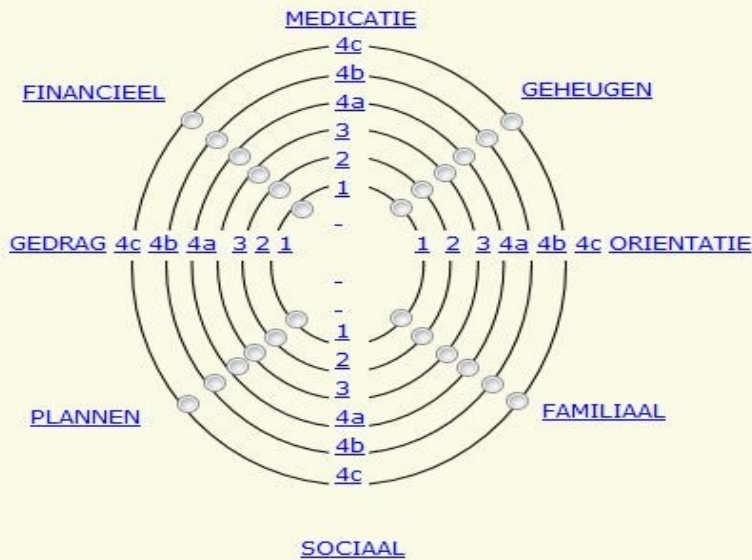 MEDICATIE
4c
4b
FINANCIEEL
GEHEUGEN
4a
3
2
1
-
GEDRAG 4c 4b 4a 3 2 1
1 2 3 4a 4b 4c ORIENTATIE
-
-
1
2
3
PLANNEN
FAMILIAAL
4a
4b
4c
SOCIAAL